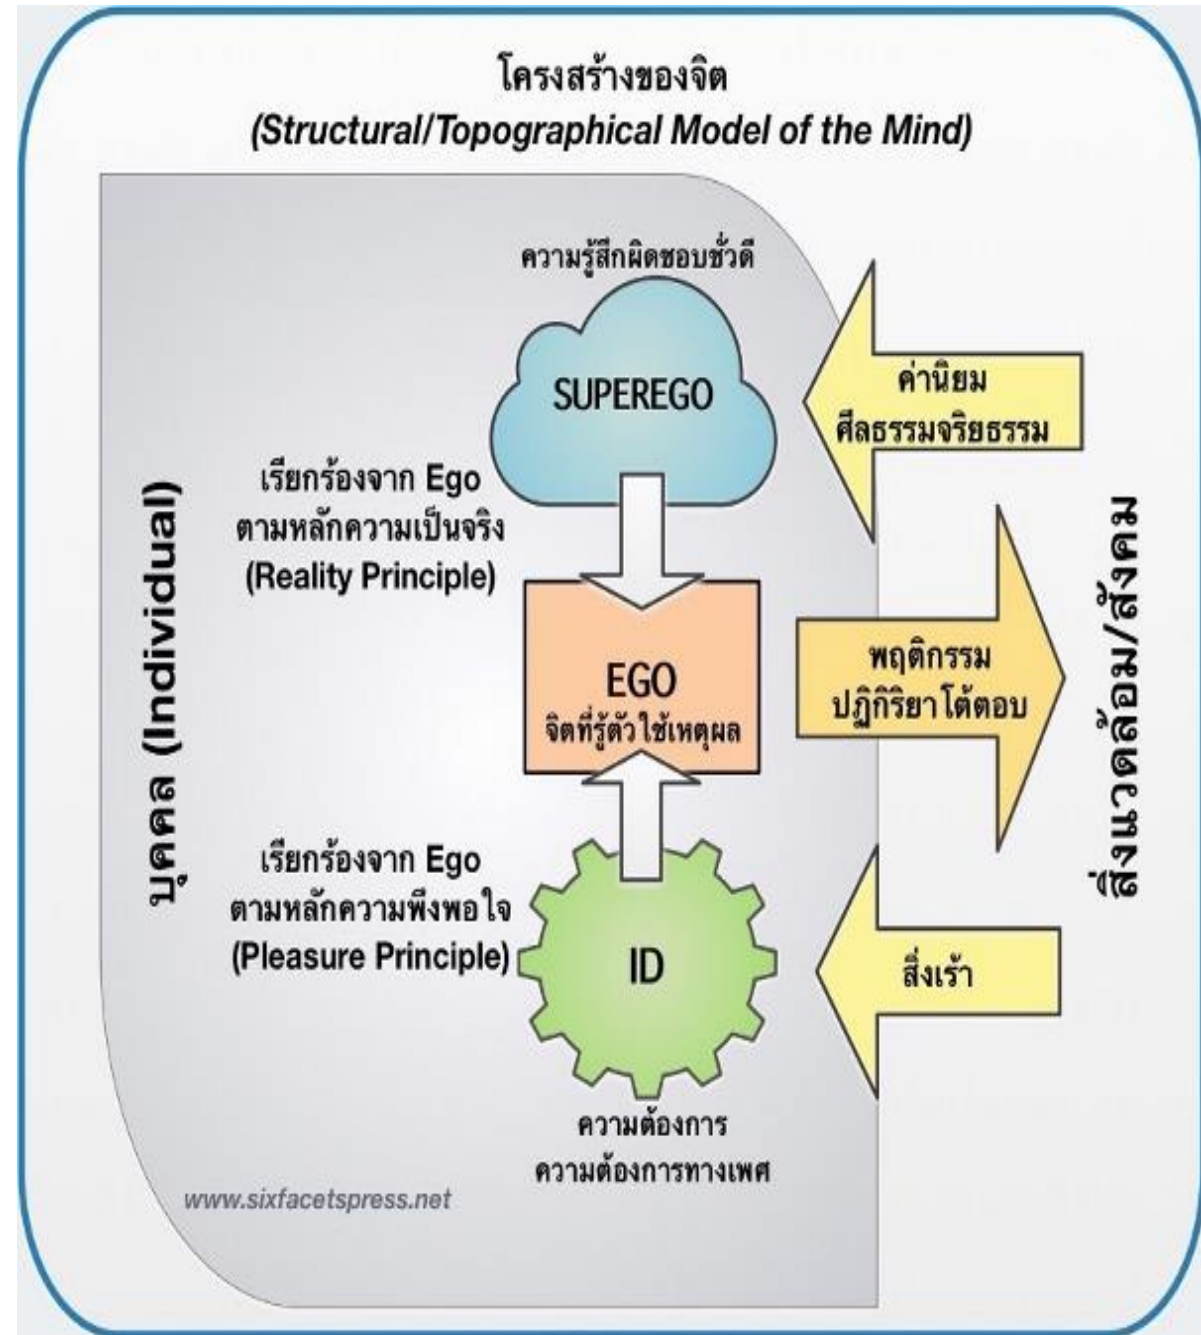 โครงสร้างของจิต
(Structural/Topographical Model of the Mind)
ความรู้สึกผิดชอบชั่วดี
SUPEREGO
ค่านิยม
ศีลธรรมจริยธรรม
เรียกร้องจาก Ego
ตามหลักความเป็นจริง
(Reality Principle)
บุคคล (Individual)
EGO
จิตที่รู้ตัวใช้เหตุผล
พฤติกรรม
ปฏิกิริยาโต้ตอบ
สิ่งแวดล้อม/สังคม
เรียกร้องจาก Ego
ตามหลักความพึงพอใจ
(Pleasure Principle)
ID
สิ่งเร้า
ความต้องการ
ความต้องการทางเพศ
www.sixfacetspress.net